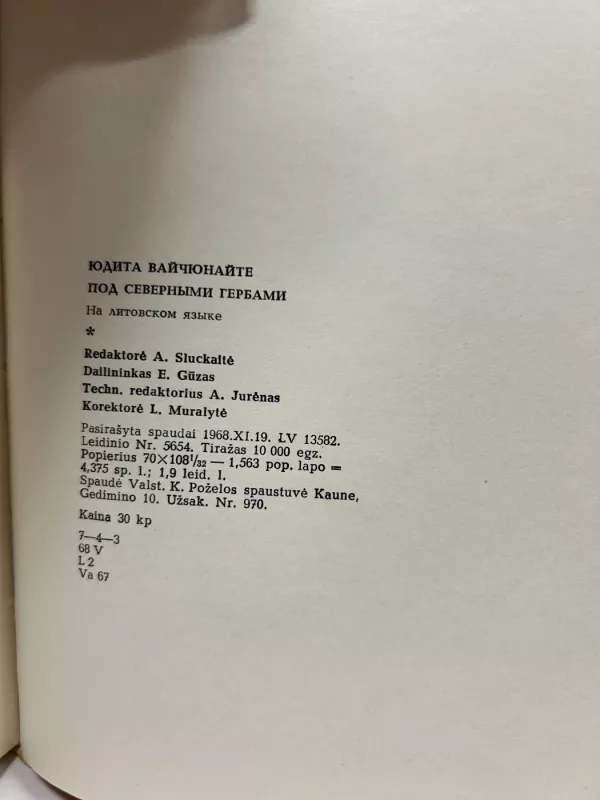 ЮДИТА ВАЙЧЮНАЙТЕ
ПОД СЕВЕРНЫМИ ГЕРБАМИ
На литовском языке
*
Redaktorė A. Sluckaitė
Dailininkas E. Gūzas
Techn. redaktorius A. Jurėnas
Korektorė L. Muralytė
Pasirašyta spaudai 1968.XI.19. LV 13582.
Leidinio Nr. 5654. Tiražas 10 000 egz.
Popierius 70×108¹/₃₂ — 1,563 pop. lapo =
4,375 sp. l.; 1,9 leid. l.
Spaudė Valst. K. Poželos spaustuvė Kaune,
Gedimino 10. Užsak. Nr. 970.
Kaina 30 kp
7—4—3
68 V
L 2
Va 67